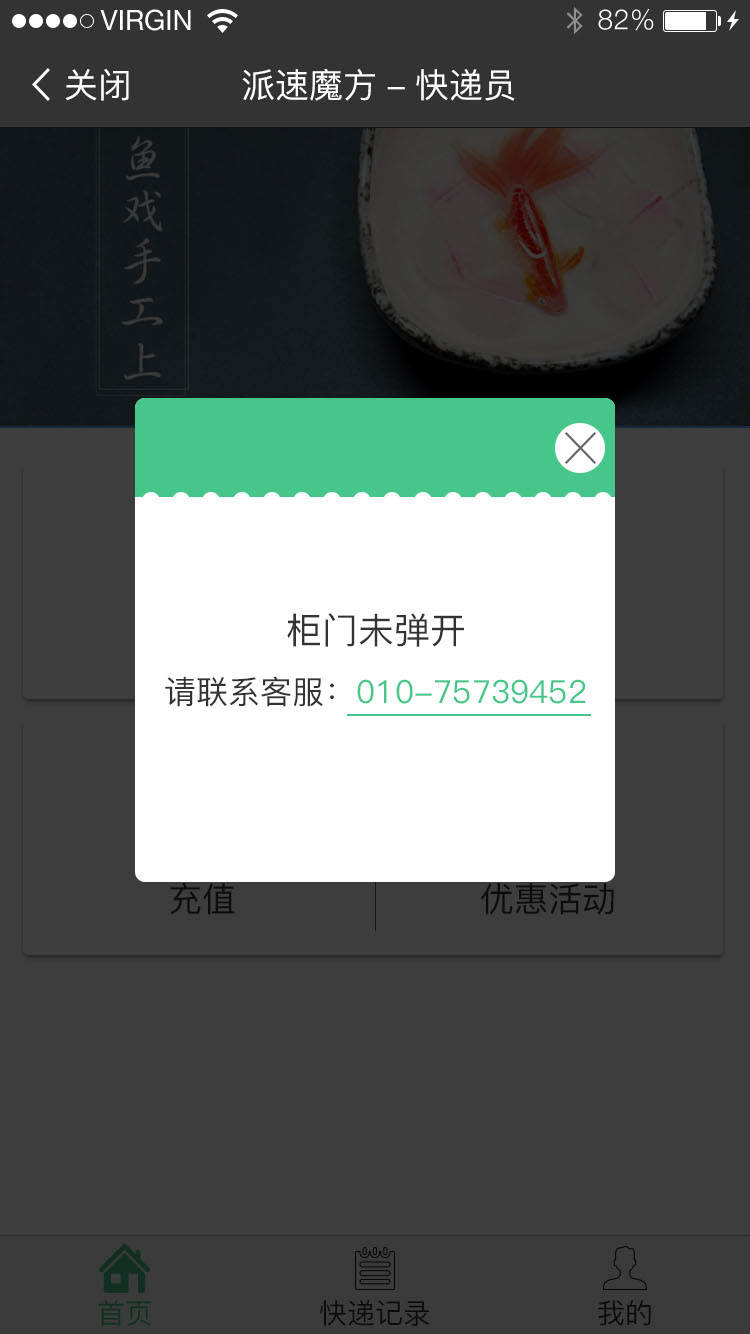 VIRGIN 82%
关闭 派速魔方 – 快递员
鱼戏手工上
柜门未弹开
请联系客服：010–75739452
充值 优惠活动
首页 快递记录 我的